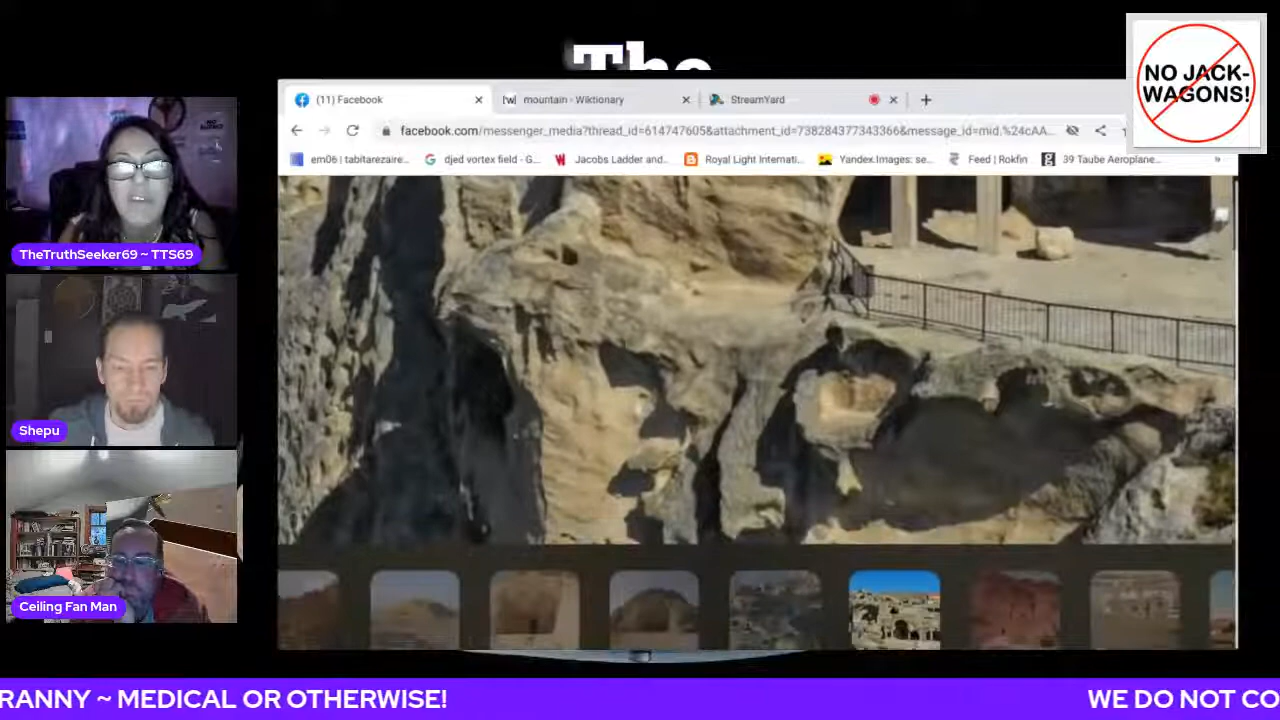 The
NO JACK-
WAGONS!
(11) Facebook
mountain - Wiktionary
StreamYard
facebook.com/messenger_media?thread_id=614747605&attachment_id=738284377343366&message_id=mid.%24cAA...
em06 | tabitarezaire...
djed vortex field - G...
Jacobs Ladder and...
Royal Light Internati...
Yandex.Images: se...
Feed | Rokfin
39 Taube Aeroplane...
TheTruthSeeker69 ~ TTS69
Shepu
Ceiling Fan Man
RANNY ~ MEDICAL OR OTHERWISE!
WE DO NOT CO